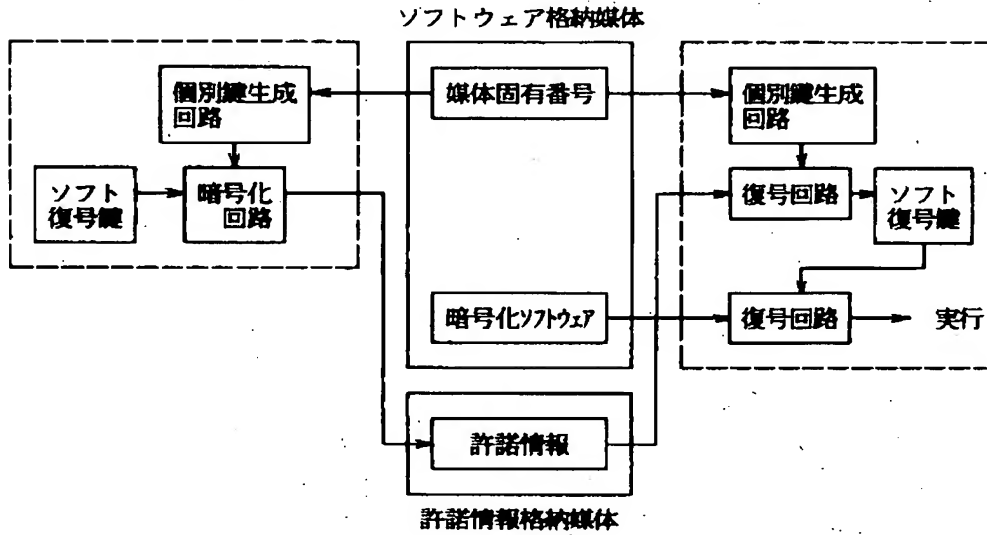 ソフトウェア格納媒体
個別鍵生成
回路
ソフト
復号鍵
暗号化
回路
媒体固有番号
暗号化ソフトウェア
許諾情報
許諾情報格納媒体
個別鍵生成
回路
復号回路
ソフト
復号鍵
復号回路
実行